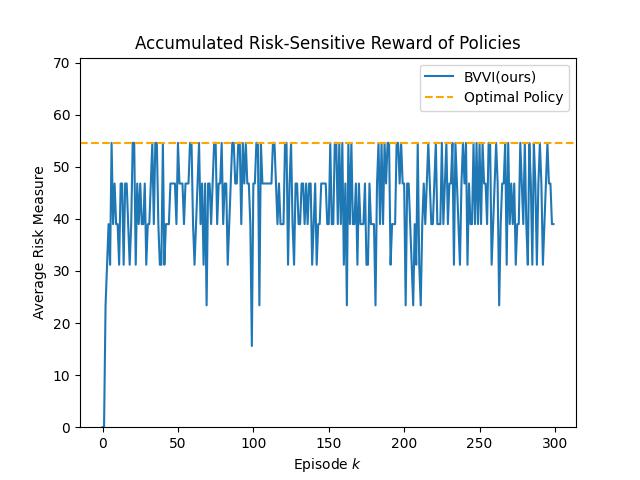 Accumulated Risk-Sensitive Reward of Policies
BVVI(ours)
Optimal Policy
Average Risk Measure
70
60
50
40
30
20
10
0
0 50 100 150 200 250 300
Episode k